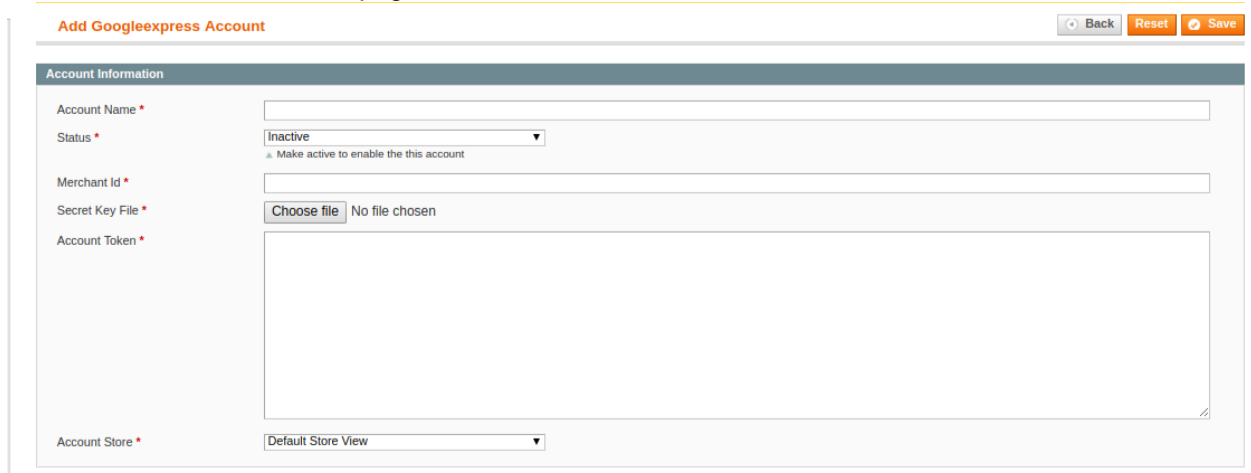 Add Googleexpress Account
Back Reset Save
Account Information
Account Name *
Status * Inactive
Make active to enable the this account
Merchant Id *
Secret Key File * Choose file No file chosen
Account Token *
Account Store * Default Store View